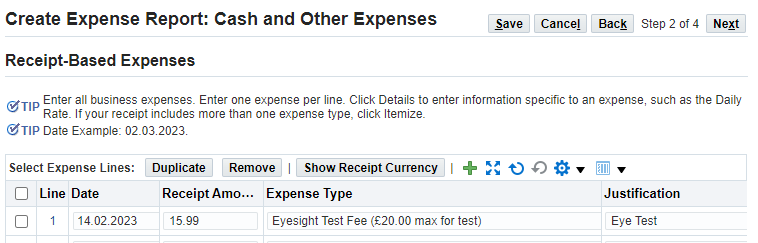 Create Expense Report: Cash and Other Expenses
Save Cancel Back Step 2 of 4 Next
Receipt-Based Expenses
TIP Enter all business expenses. Enter one expense per line. Click Details to enter information specific to an expense, such as the Daily
Rate. If your receipt includes more than one expense type, click Itemize.
TIP Date Example: 02.03.2023.
Select Expense Lines: Duplicate Remove | Show Receipt Currency |
Line Date Receipt Amo... Expense Type Justification
1 14.02.2023 15.99 Eyesight Test Fee (£20.00 max for test) Eye Test